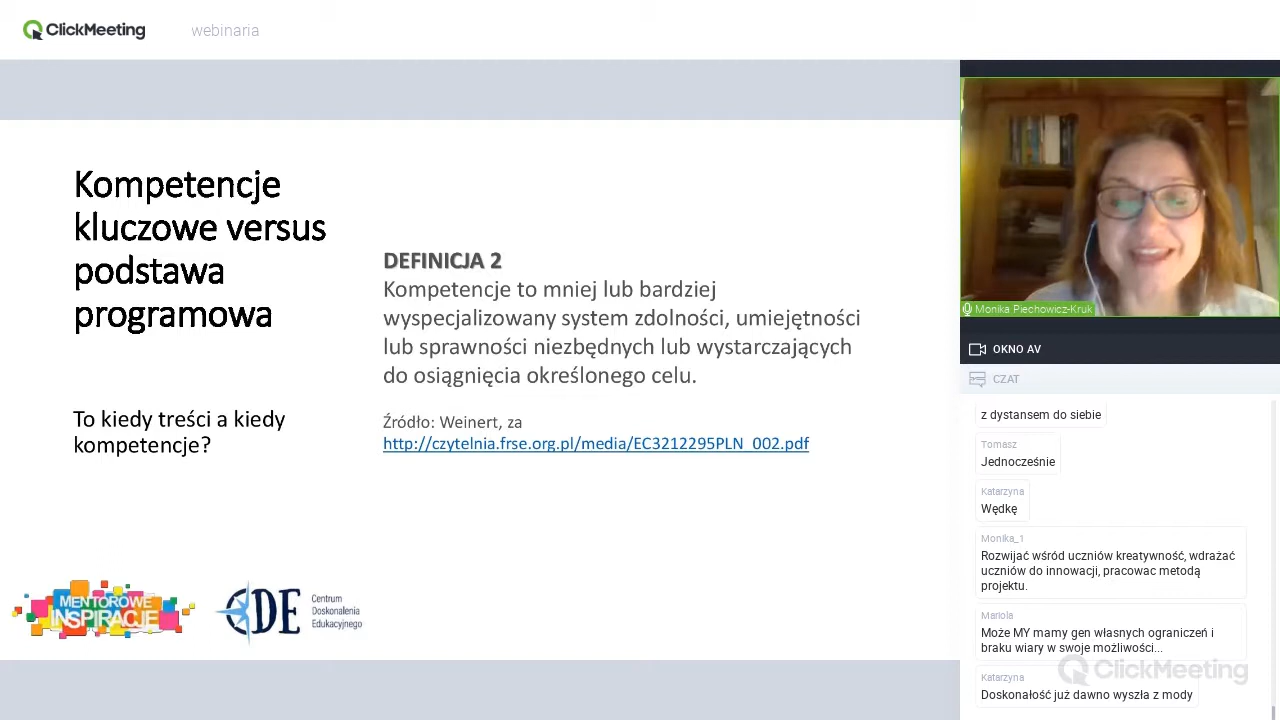 ClickMeeting
webinaria
Kompetencje
kluczowe versus
podstawa
programowa
To kiedy treści a kiedy
kompetencje?
DEFINICJA 2
Kompetencje to mniej lub bardziej
wyspecjalizowany system zdolności, umiejętności
lub sprawności niezbędnych lub wystarczających
do osiągnięcia określonego celu.
Źródło: Weinert, za
http://czytelnia.frse.org.pl/media/EC3212295PLN_002.pdf
MENTOROWE
INSPIRACJE
CDE
Centrum
Doskonalenia
Edukacyjnego
Monika Piechowicz-Kruk
OKNO AV
CZAT
z dystansem do siebie
Tomasz
Jednocześnie
Katarzyna
Wędkę
Monika_1
Rozwijać wśród uczniów kreatywność, wdrażać
uczniów do innowacji, pracowac metodą
projektu.
Mariola
Może MY mamy gen własnych ograniczeń i
braku wiary w swoje możliwości...
Katarzyna
Doskonałość już dawno wyszła z mody
ClickMeeting